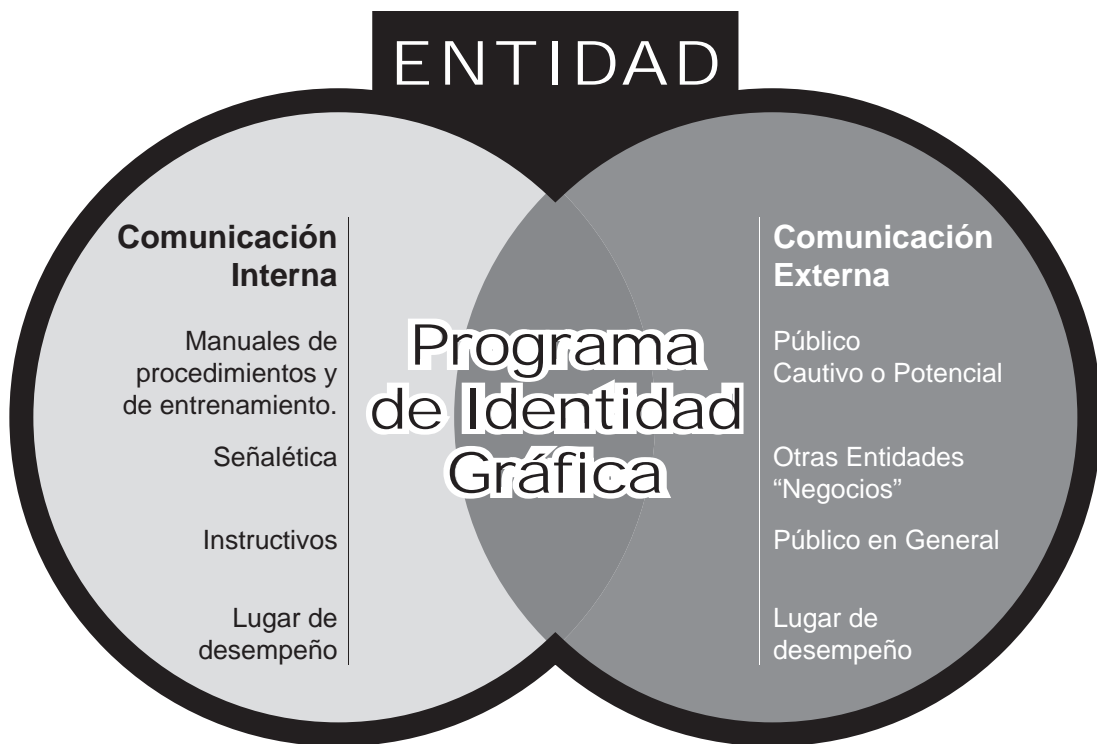 ENTIDAD
Comunicación
Interna
Manuales de
procedimientos y
de entrenamiento.
Señalética
Instructivos
Lugar de
desempeño
Programa
de Identidad
Gráfica
Comunicación
Externa
Público
Cautivo o Potencial
Otras Entidades
“Negocios”
Público en General
Lugar de
desempeño